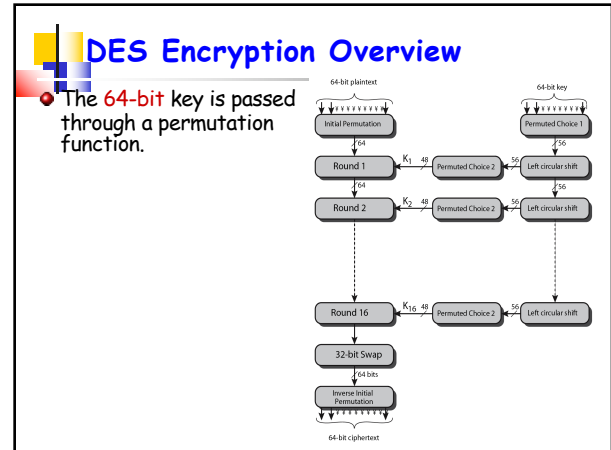 DES Encryption Overview
The 64-bit key is passed
through a permutation
function.
64-bit plaintext
64-bit key
Initial Permutation
Permuted Choice 1
64
56
Round 1
K1
48
Permuted Choice 2
56
Left circular shift
64
56
Round 2
K2
48
Permuted Choice 2
56
Left circular shift
Round 16
K16
48
Permuted Choice 2
56
Left circular shift
32-bit Swap
64 bits
Inverse Initial
Permutation
64-bit ciphertext